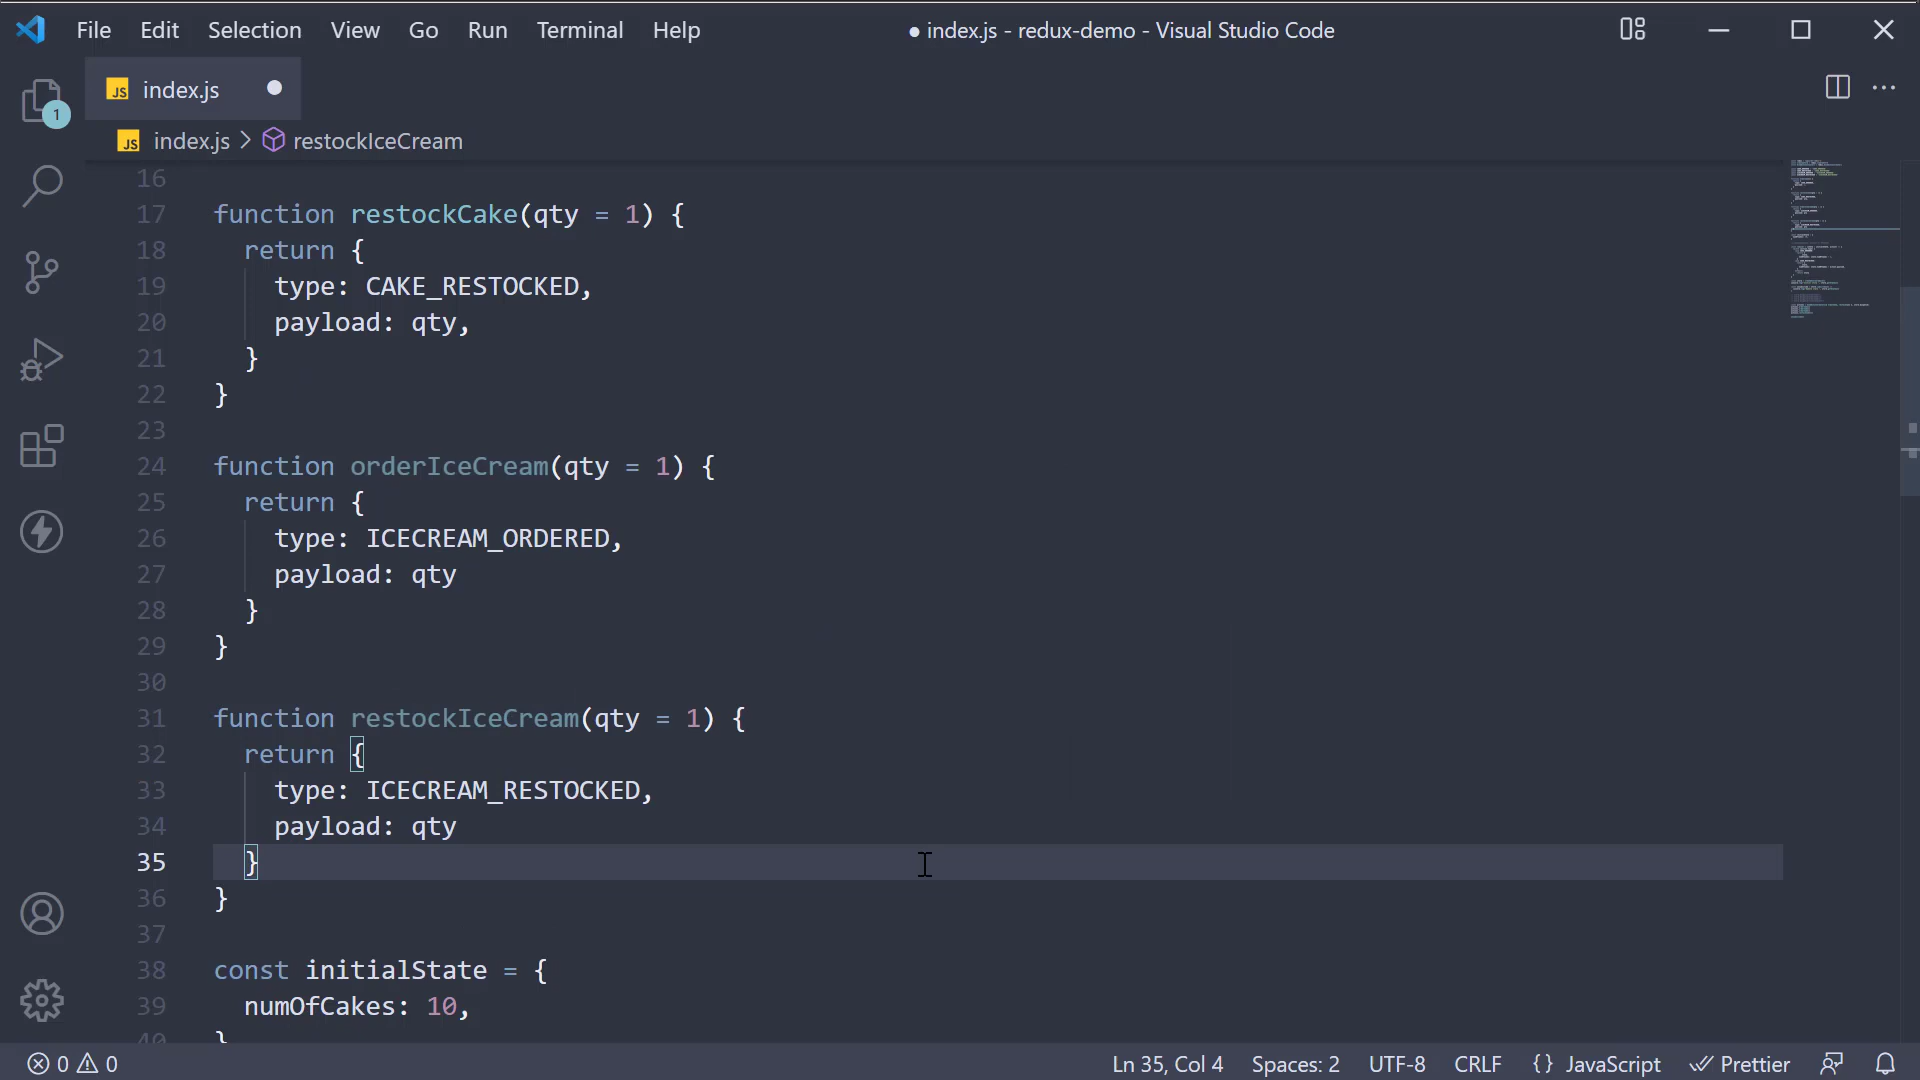 File Edit Selection View Go Run Terminal Help ● index.js - redux-demo - Visual Studio Code
1
JS index.js
JS index.js > restockIceCream
16
17 function restockCake(qty = 1) {
18 return {
19 type: CAKE_RESTOCKED,
20 payload: qty,
21 }
22 }
23
24 function orderIceCream(qty = 1) {
25 return {
26 type: ICECREAM_ORDERED,
27 payload: qty
28 }
29 }
30
31 function restockIceCream(qty = 1) {
32 return {
33 type: ICECREAM_RESTOCKED,
34 payload: qty
35 }
36 }
37
38 const initialState = {
39 numOfCakes: 10,
40 }
0 0 Ln 35, Col 4 Spaces: 2 UTF-8 CRLF {} JavaScript Prettier